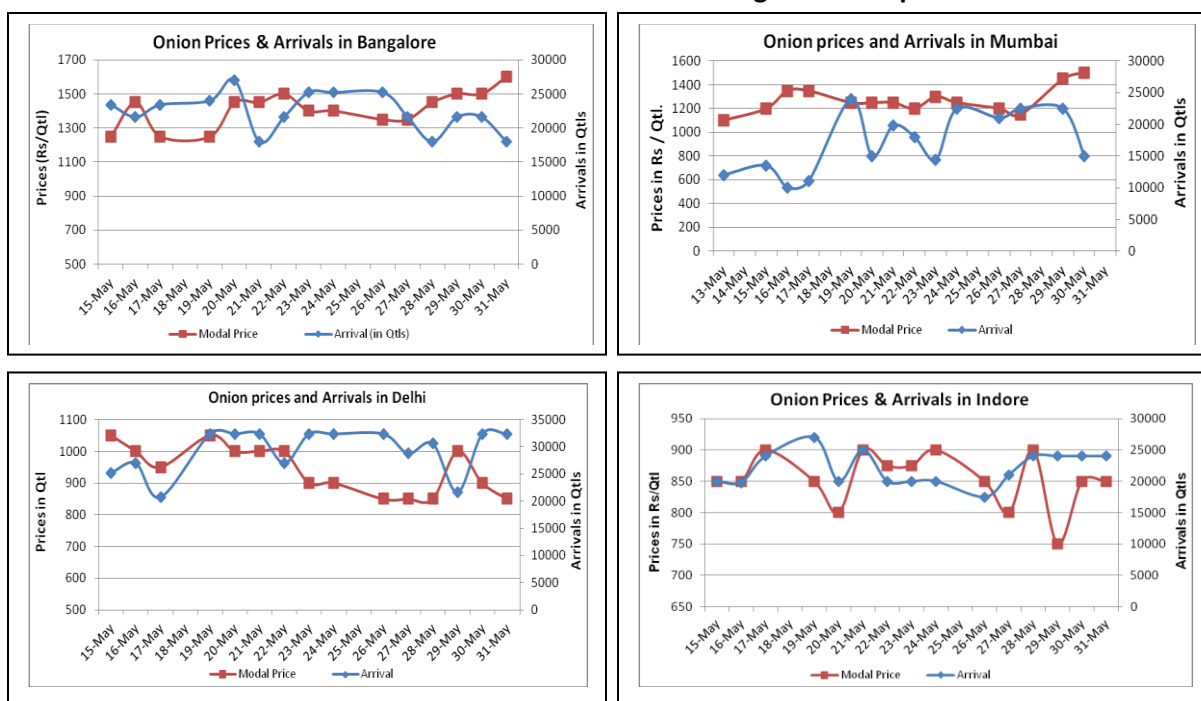 Onion Prices & Arrivals in Bangalore
1700
1500
1300
1100
900
700
500
Prices (Rs/Qtl)
30000
25000
20000
15000
10000
5000
0
Arrivals in Qtls
15-May
16-May
17-May
18-May
19-May
20-May
21-May
22-May
23-May
24-May
25-May
26-May
27-May
28-May
29-May
30-May
31-May
Modal Price
Arrival (in Qtls)
Onion prices and Arrivals in Mumbai
1600
1400
1200
1000
800
600
400
200
0
Prices in Rs / Qtl.
30000
25000
20000
15000
10000
5000
0
Arrivals in Qtls
13-May
14-May
15-May
16-May
17-May
18-May
19-May
20-May
21-May
22-May
23-May
24-May
25-May
26-May
27-May
28-May
29-May
30-May
31-May
Modal Price
Arrival
Onion prices and Arrivals in Delhi
1100
1000
900
800
700
600
500
Prices in Qtl
35000
30000
25000
20000
15000
10000
5000
0
Arrivals in Qtls
15-May
16-May
17-May
18-May
19-May
20-May
21-May
22-May
23-May
24-May
25-May
26-May
27-May
28-May
29-May
30-May
31-May
Modal Price
Arrival
Onion Prices & Arrivals in Indore
950
900
850
800
750
700
650
Prices in Rs/Qtl
30000
25000
20000
15000
10000
5000
0
Arrivals in Qtls
15-May
16-May
17-May
18-May
19-May
20-May
21-May
22-May
23-May
24-May
25-May
26-May
27-May
28-May
29-May
30-May
31-May
Modal Price
Arrival